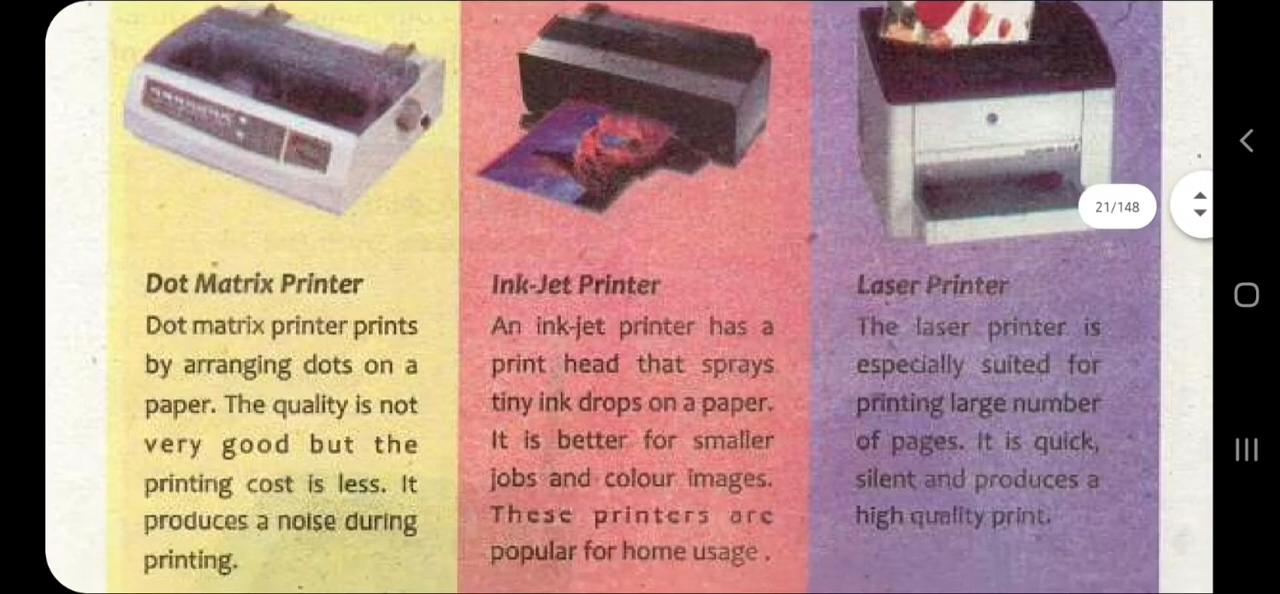 Dot Matrix Printer
Dot matrix printer prints
by arranging dots on a
paper. The quality is not
very good but the
printing cost is less. It
produces a noise during
printing.
Ink-Jet Printer
An ink-jet printer has a
print head that sprays
tiny ink drops on a paper.
It is better for smaller
jobs and colour images.
These printers are
popular for home usage .
Laser Printer
The laser printer is
especially suited for
printing large number
of pages. It is quick,
silent and produces a
high quality print.
21/148